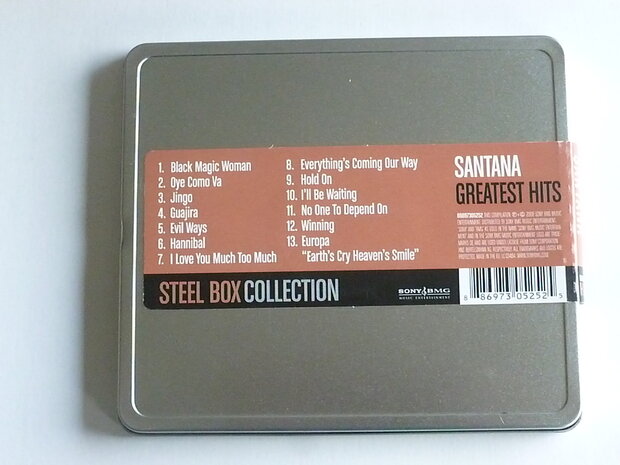 1. Black Magic Woman
2. Oye Como Va
3. Jingo
4. Guajira
5. Evil Ways
6. Hannibal
7. I Love You Much Too Much
8. Everything's Coming Our Way
9. Hold On
10. I'll Be Waiting
11. No One To Depend On
12. Winning
13. Europa
"Earth's Cry Heaven's Smile"
SANTANA
GREATEST HITS
STEEL BOX COLLECTION
SONY BMG
MUSIC ENTERTAINMENT
8 86973 05252 5